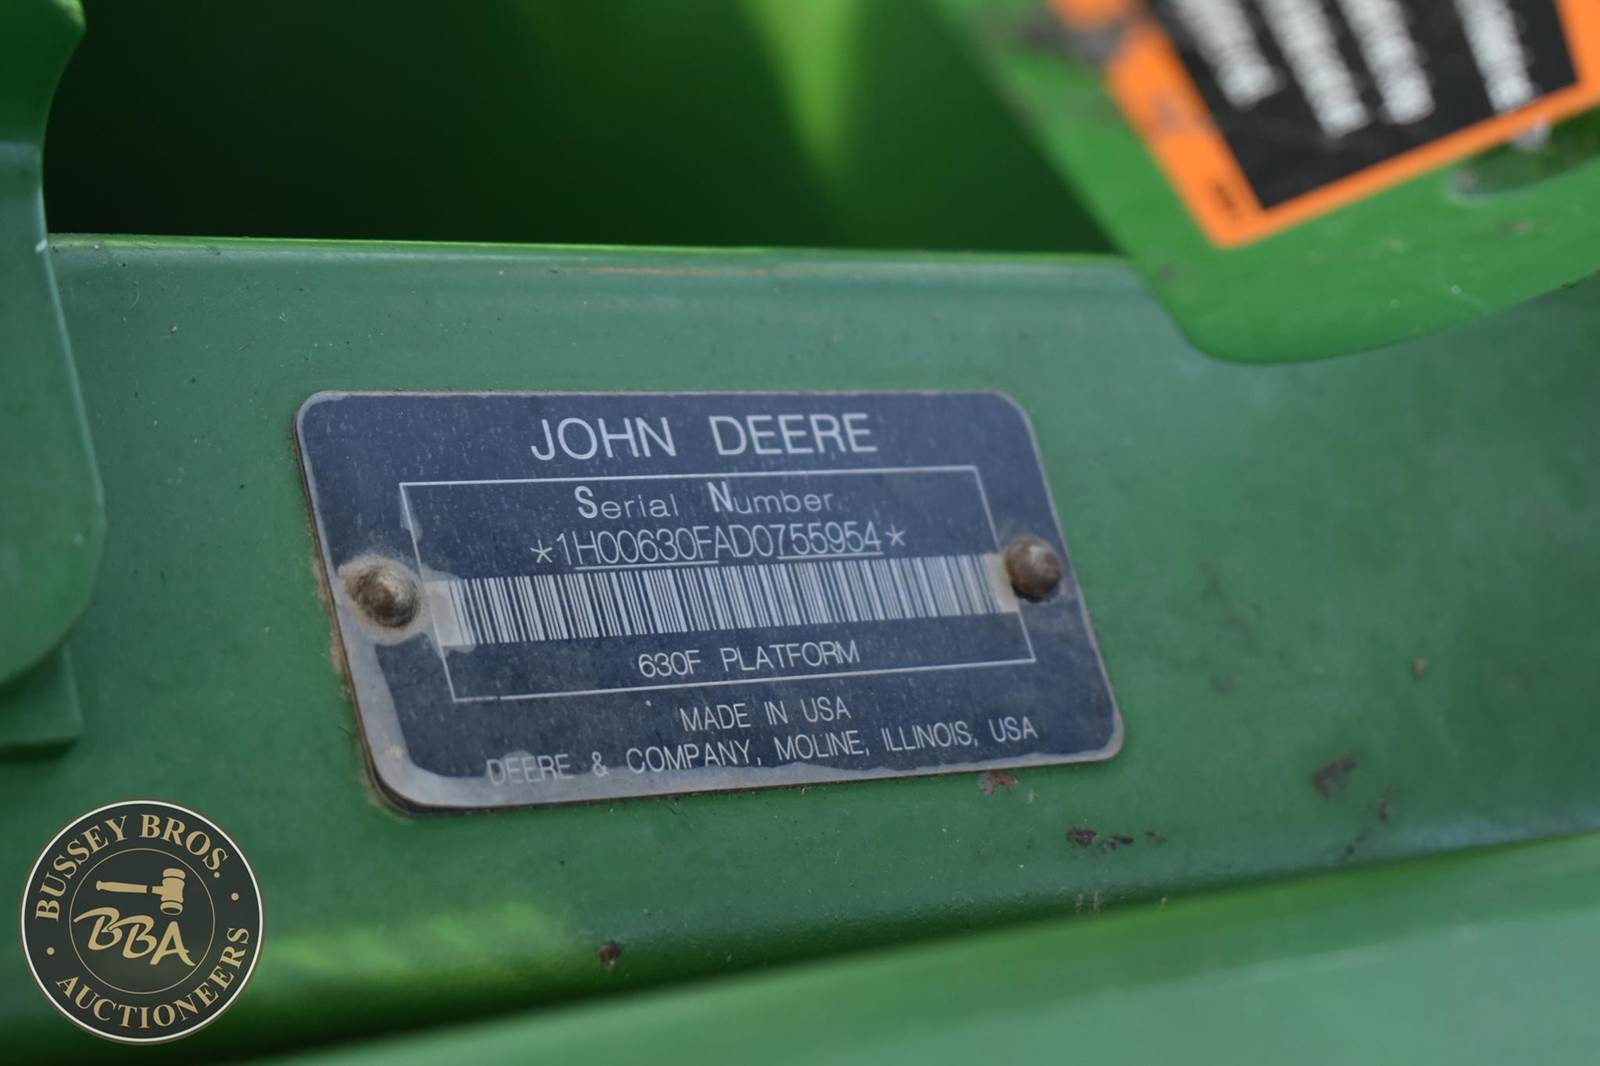 JOHN DEERE
Serial Number
*1H00630FAD0755954*
630F PLATFORM
MADE IN USA
DEERE & COMPANY, MOLINE, ILLINOIS, USA
BUSSEY BROS.
BBA
AUCTIONEERS